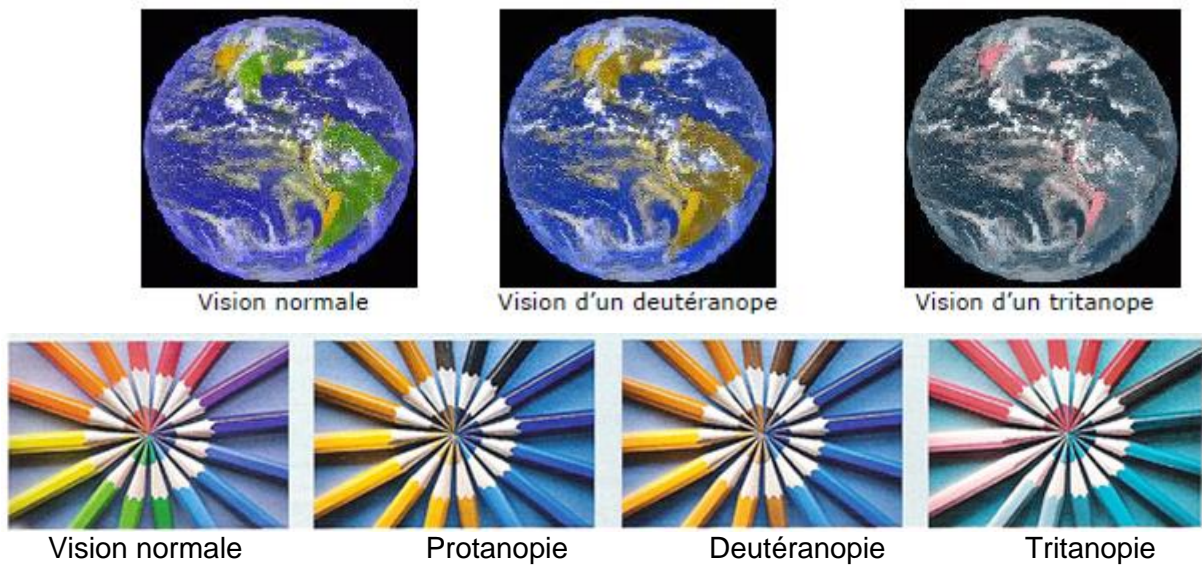 Vision normale
Vision d'un deutéranope
Vision d'un tritanope
Vision normale
Protanopie
Deutéranopie
Tritanopie